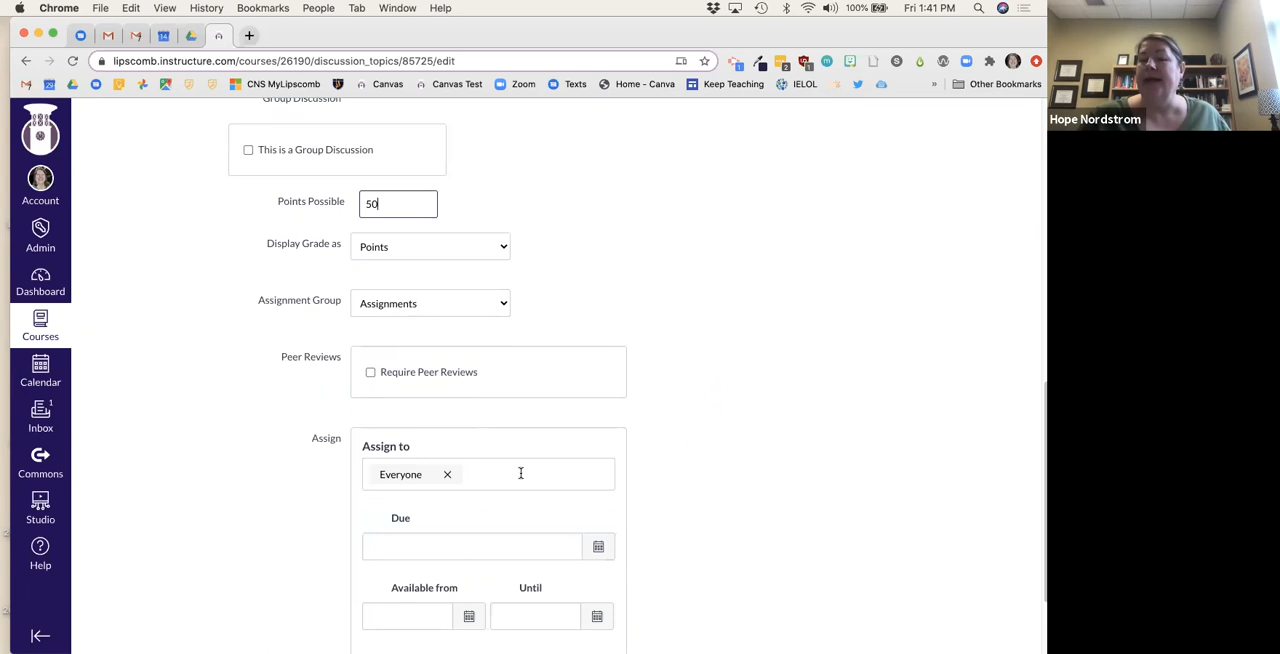 Chrome File Edit View History Bookmarks People Tab Window Help 100% Fri 1:41 PM
14
lipscomb.instructure.com/courses/26190/discussion_topics/85725/edit
CNS MyLipscomb Canvas Canvas Test Zoom Texts Home - Canva Keep Teaching IELOL » Other Bookmarks
Hope Nordstrom
Account
Admin
Dashboard
Courses
Calendar
1
Inbox
Commons
Studio
Help
Group Discussion
This is a Group Discussion
Points Possible 50
Display Grade as Points
Assignment Group Assignments
Peer Reviews Require Peer Reviews
Assign Assign to
Everyone
Due
Available from Until